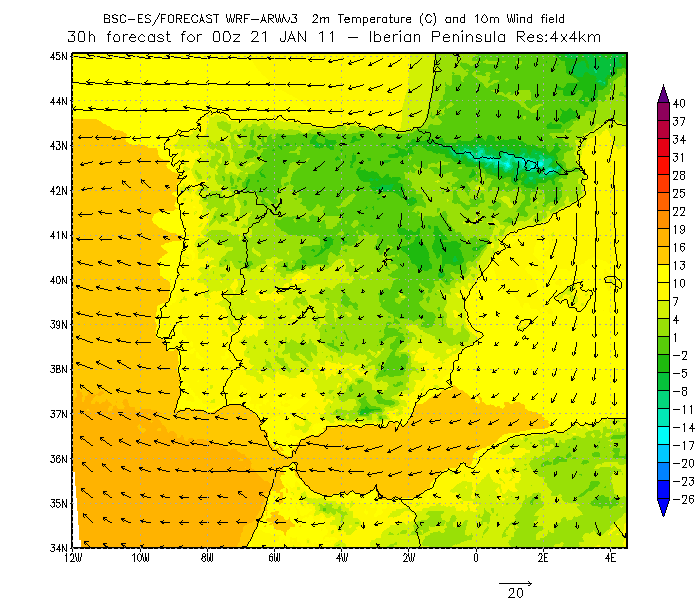 BSC-ES/FORECAST WRF-ARWv3 2m Temperature (C) and 10m Wind field
30h forecast for 00z 21 JAN 11 – Iberian Peninsula Res:4x4km
45N
44N
43N
42N
41N
40N
39N
38N
37N
36N
35N
34N
12W 10W 8W 6W 4W 2W 0 2E 4E
40
37
34
31
28
25
22
19
16
13
10
7
4
1
-2
-5
-8
-11
-14
-17
-20
-23
-26
20